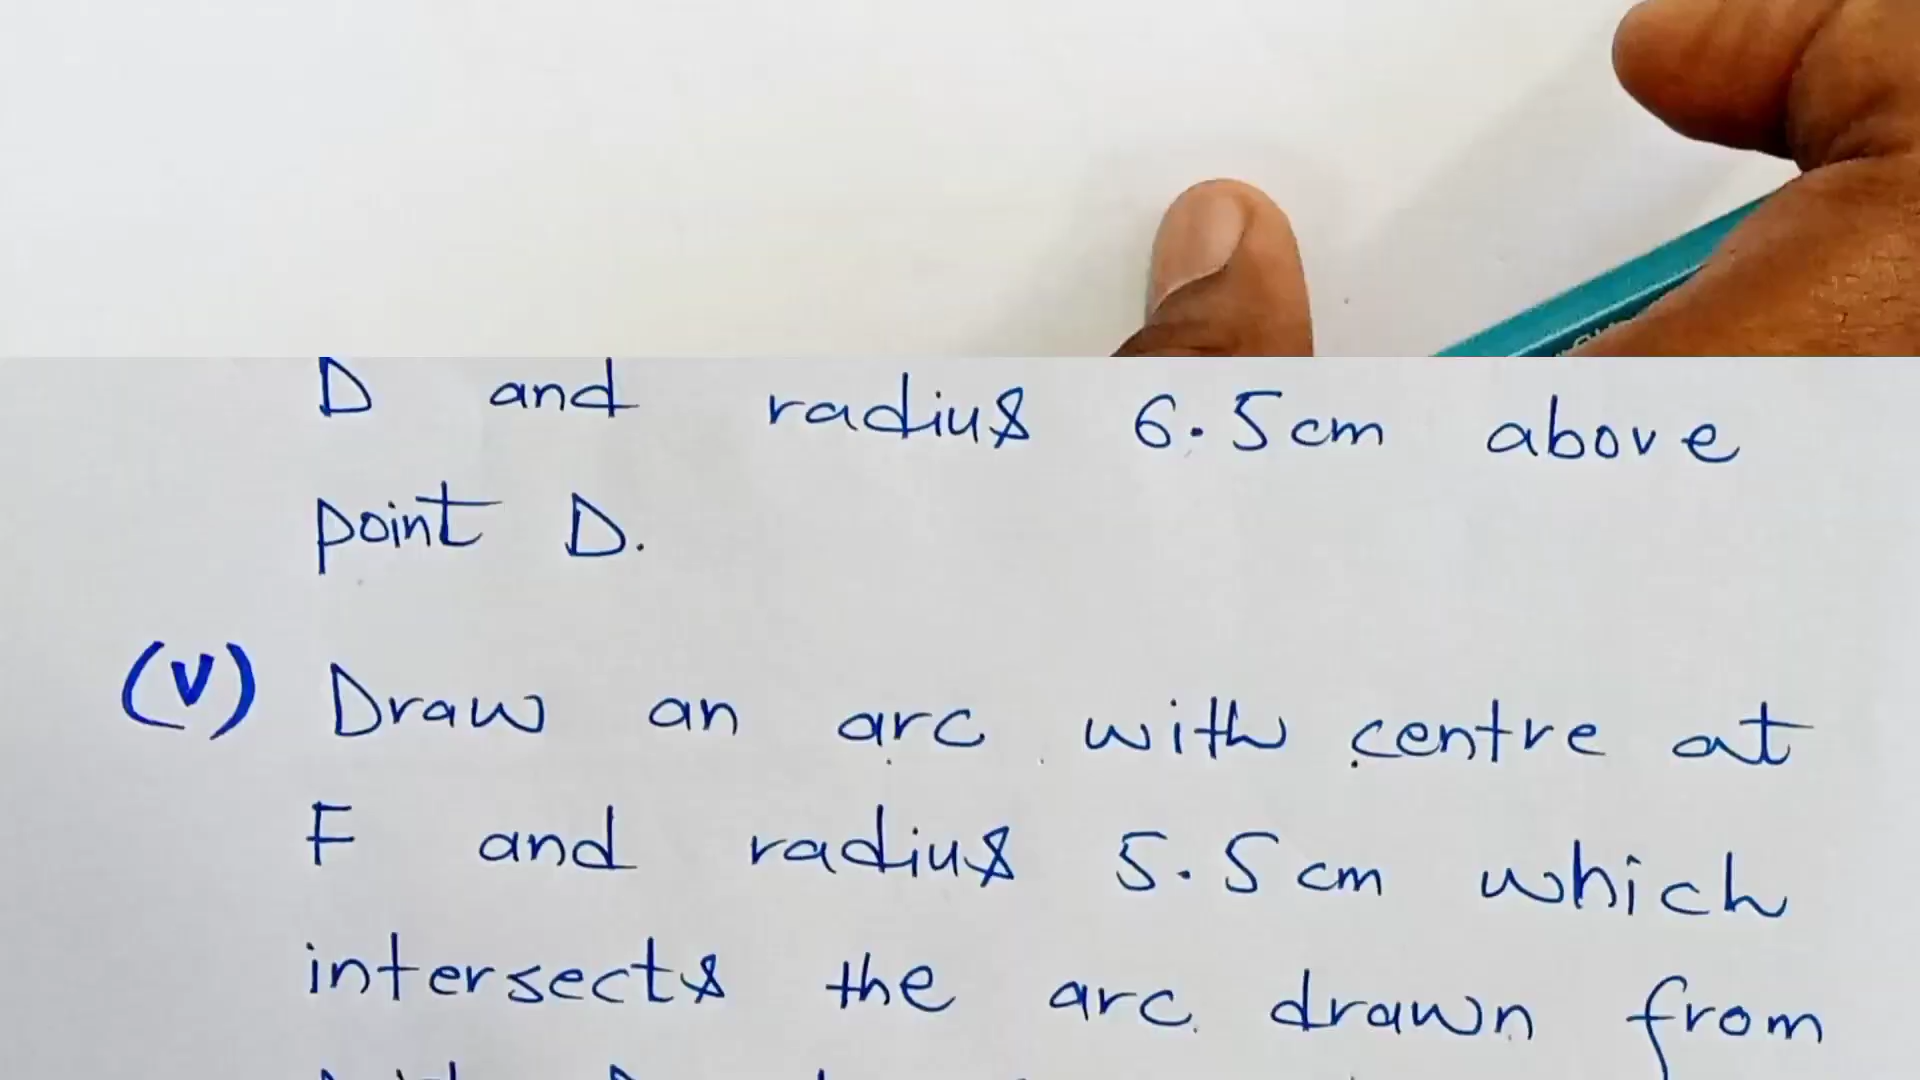 D and radius 6.5cm above
point D.
(V) Draw an arc with centre at
F and radius 5.5cm which
intersects the arc drawn from